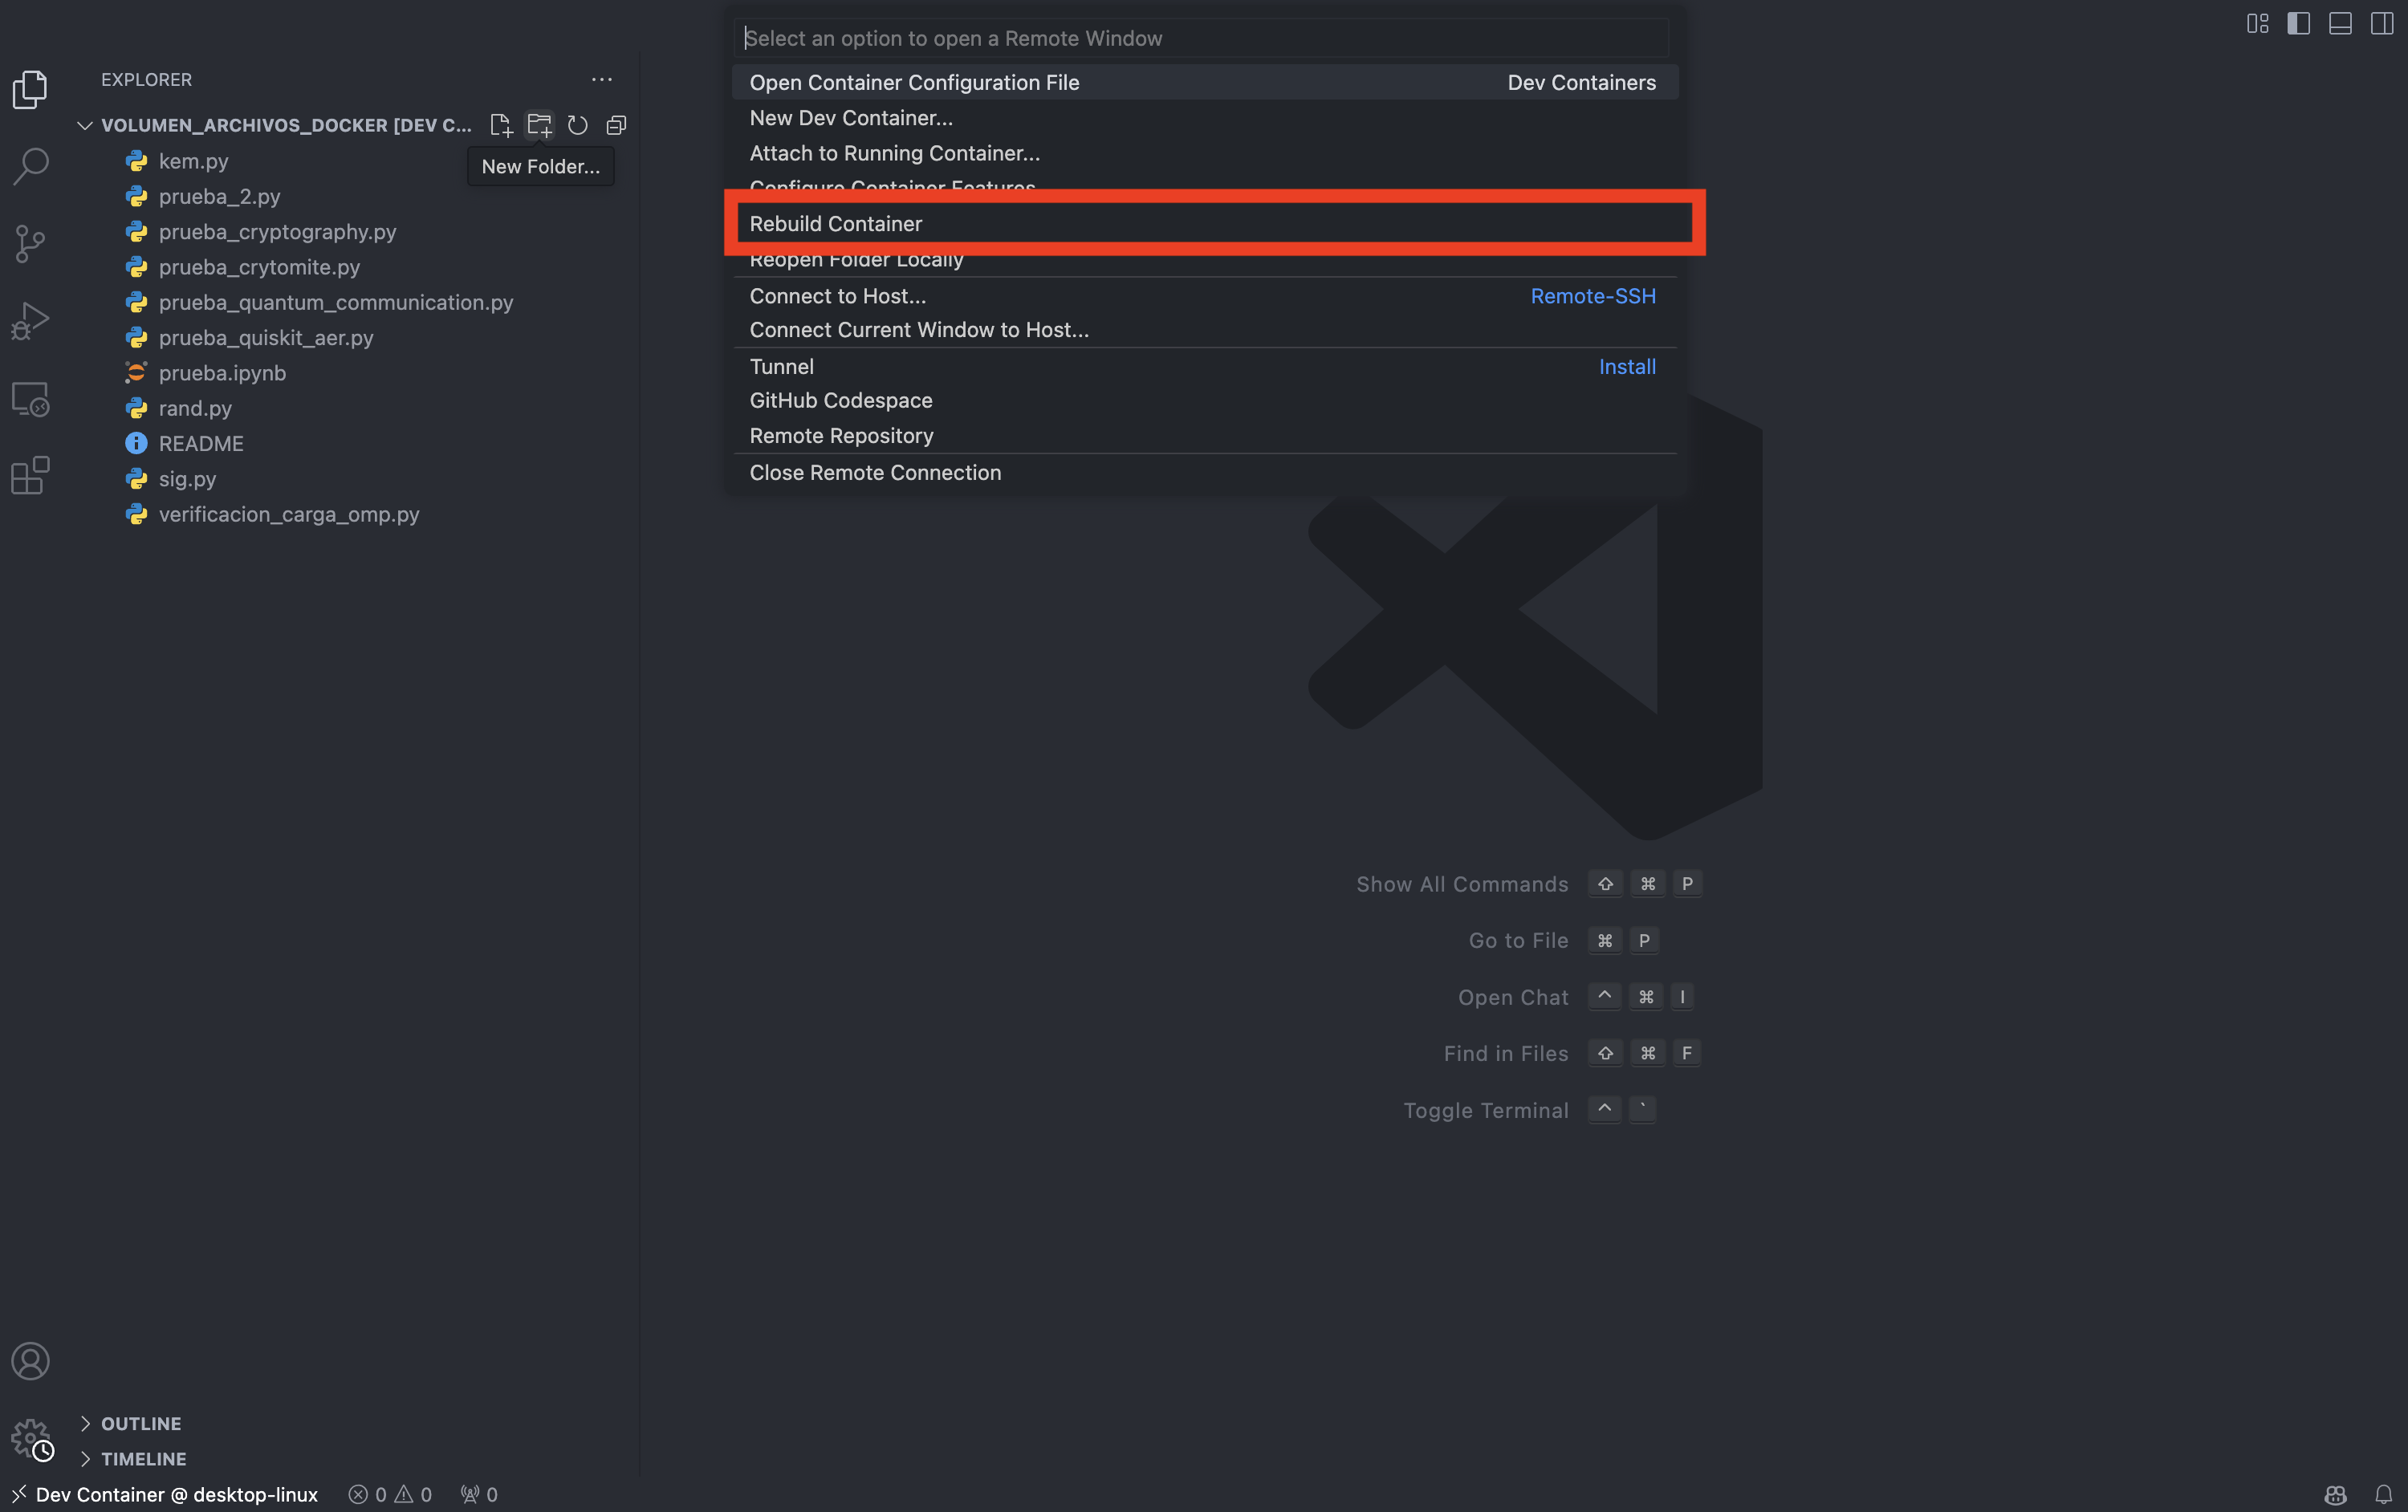 Select an option to open a Remote Window
Open Container Configuration File Dev Containers
New Dev Container...
Attach to Running Container...
Configure Container Features
Rebuild Container
Reopen Folder Locally
Connect to Host... Remote-SSH
Connect Current Window to Host...
Tunnel Install
GitHub Codespace
Remote Repository
Close Remote Connection
EXPLORER
VOLUMEN_ARCHIVOS_DOCKER [DEV C...
New Folder...
kem.py
prueba_2.py
prueba_cryptography.py
prueba_crytomite.py
prueba_quantum_communication.py
prueba_quiskit_aer.py
prueba.ipynb
rand.py
README
sig.py
verificacion_carga_omp.py
Show All Commands ⇧ ⌘ P
Go to File ⌘ P
Open Chat ^ ⌘ I
Find in Files ⇧ ⌘ F
Toggle Terminal ^ `
OUTLINE
TIMELINE
Dev Container @ desktop-linux 0 0 0